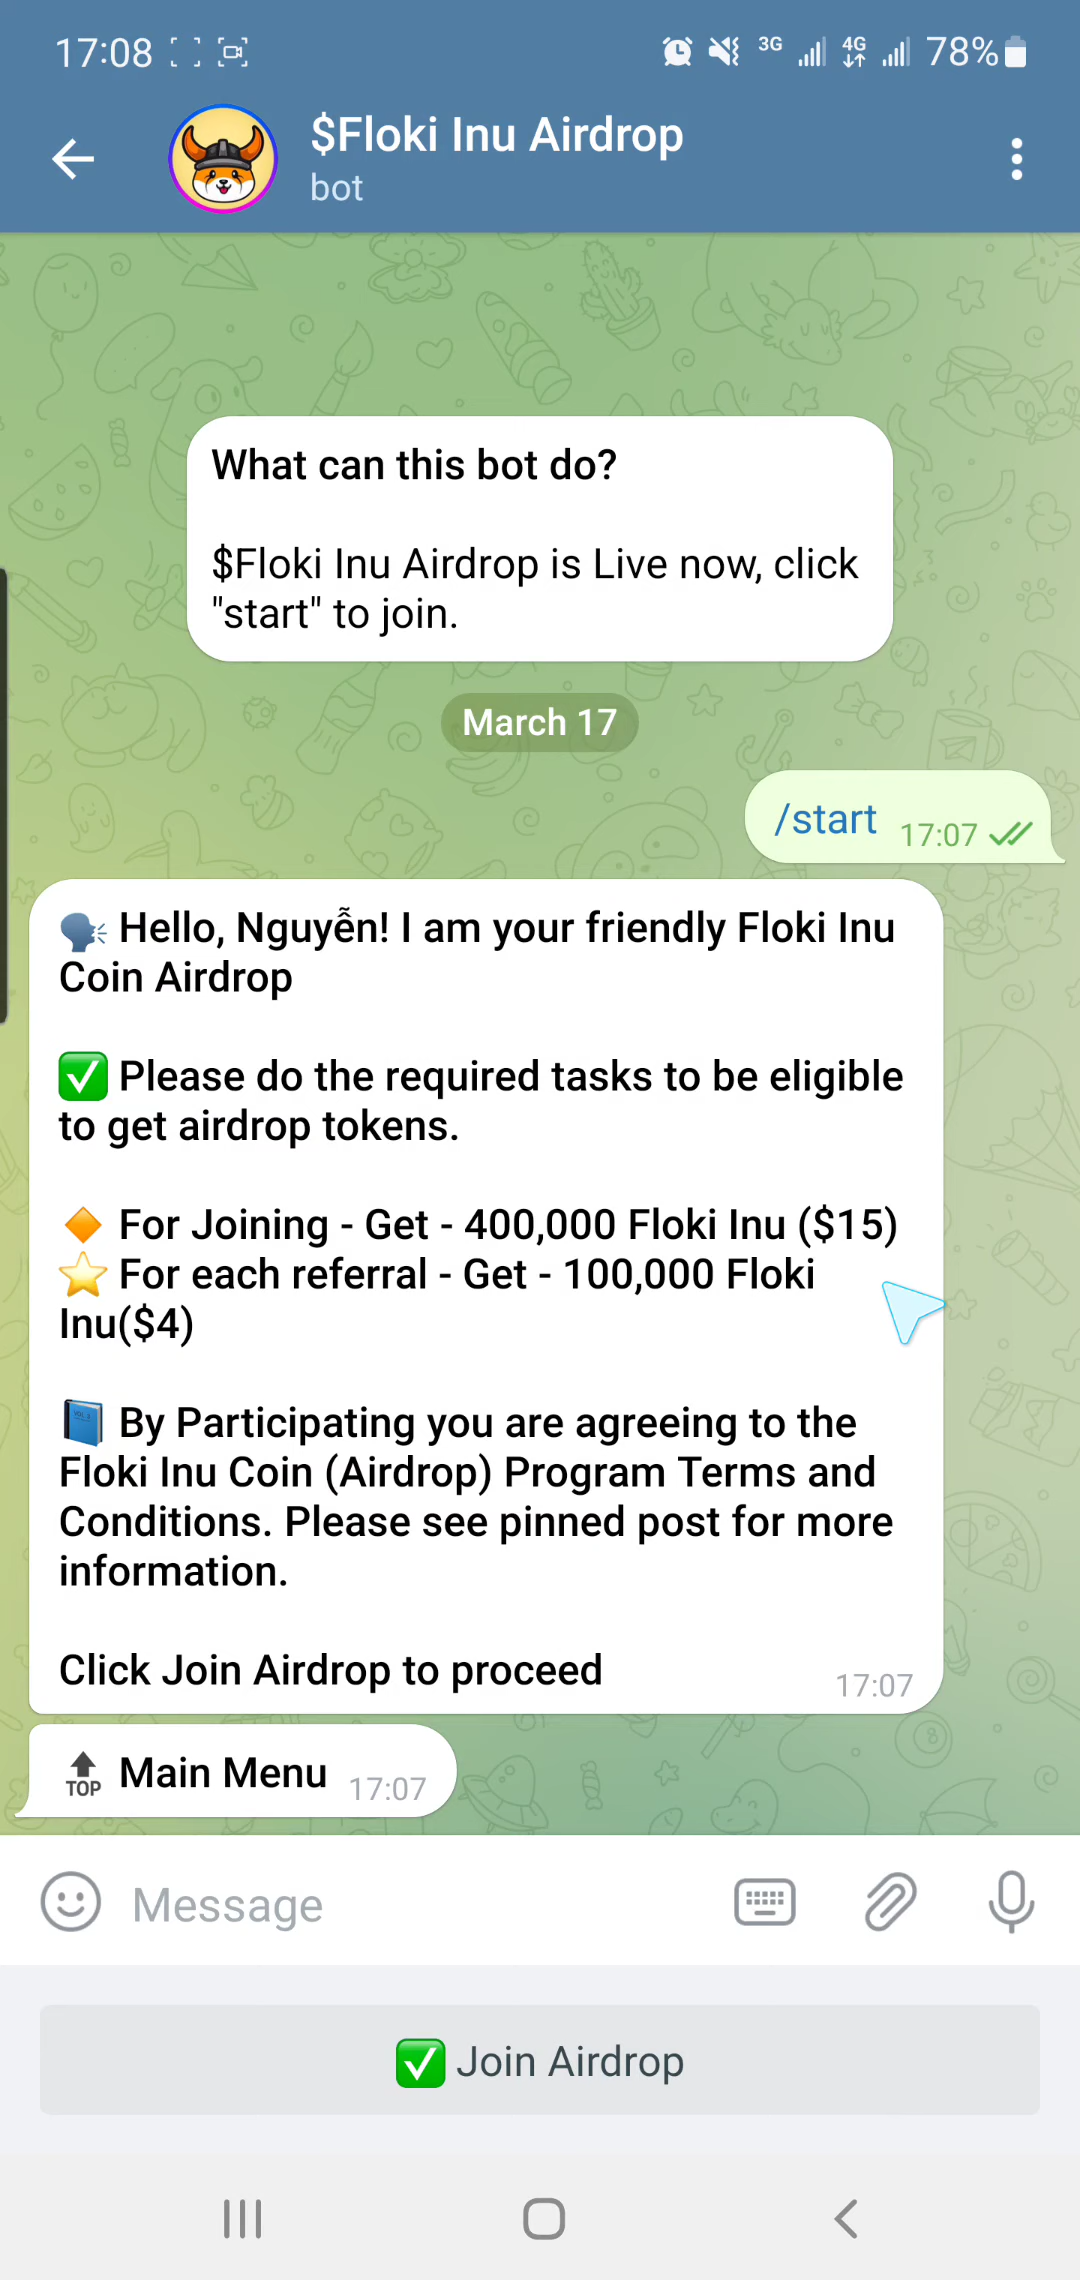 17:08 3G 4G 78%
$Floki Inu Airdrop
bot
What can this bot do?
$Floki Inu Airdrop is Live now, click
"start" to join.
March 17
/start 17:07
🗣 Hello, Nguyễn! I am your friendly Floki Inu
Coin Airdrop
✅ Please do the required tasks to be eligible
to get airdrop tokens.
🔶 For Joining - Get - 400,000 Floki Inu ($15)
⭐ For each referral - Get - 100,000 Floki
Inu($4)
📘 By Participating you are agreeing to the
Floki Inu Coin (Airdrop) Program Terms and
Conditions. Please see pinned post for more
information.
Click Join Airdrop to proceed
17:07
🔝 Main Menu 17:07
Message
✅ Join Airdrop